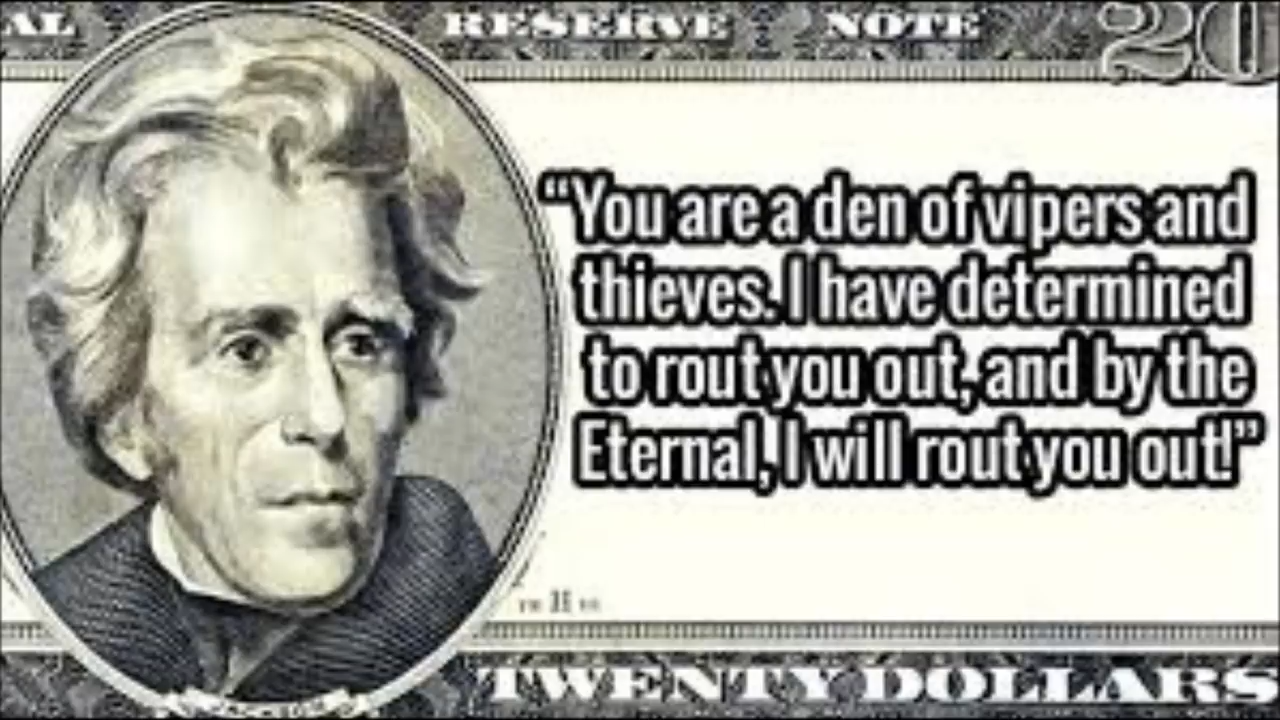 AL RESERVE NOTE 20
“You are a den of vipers and
thieves. I have determined
to rout you out, and by the
Eternal, I will rout you out!”
H
TWENTY DOLLARS